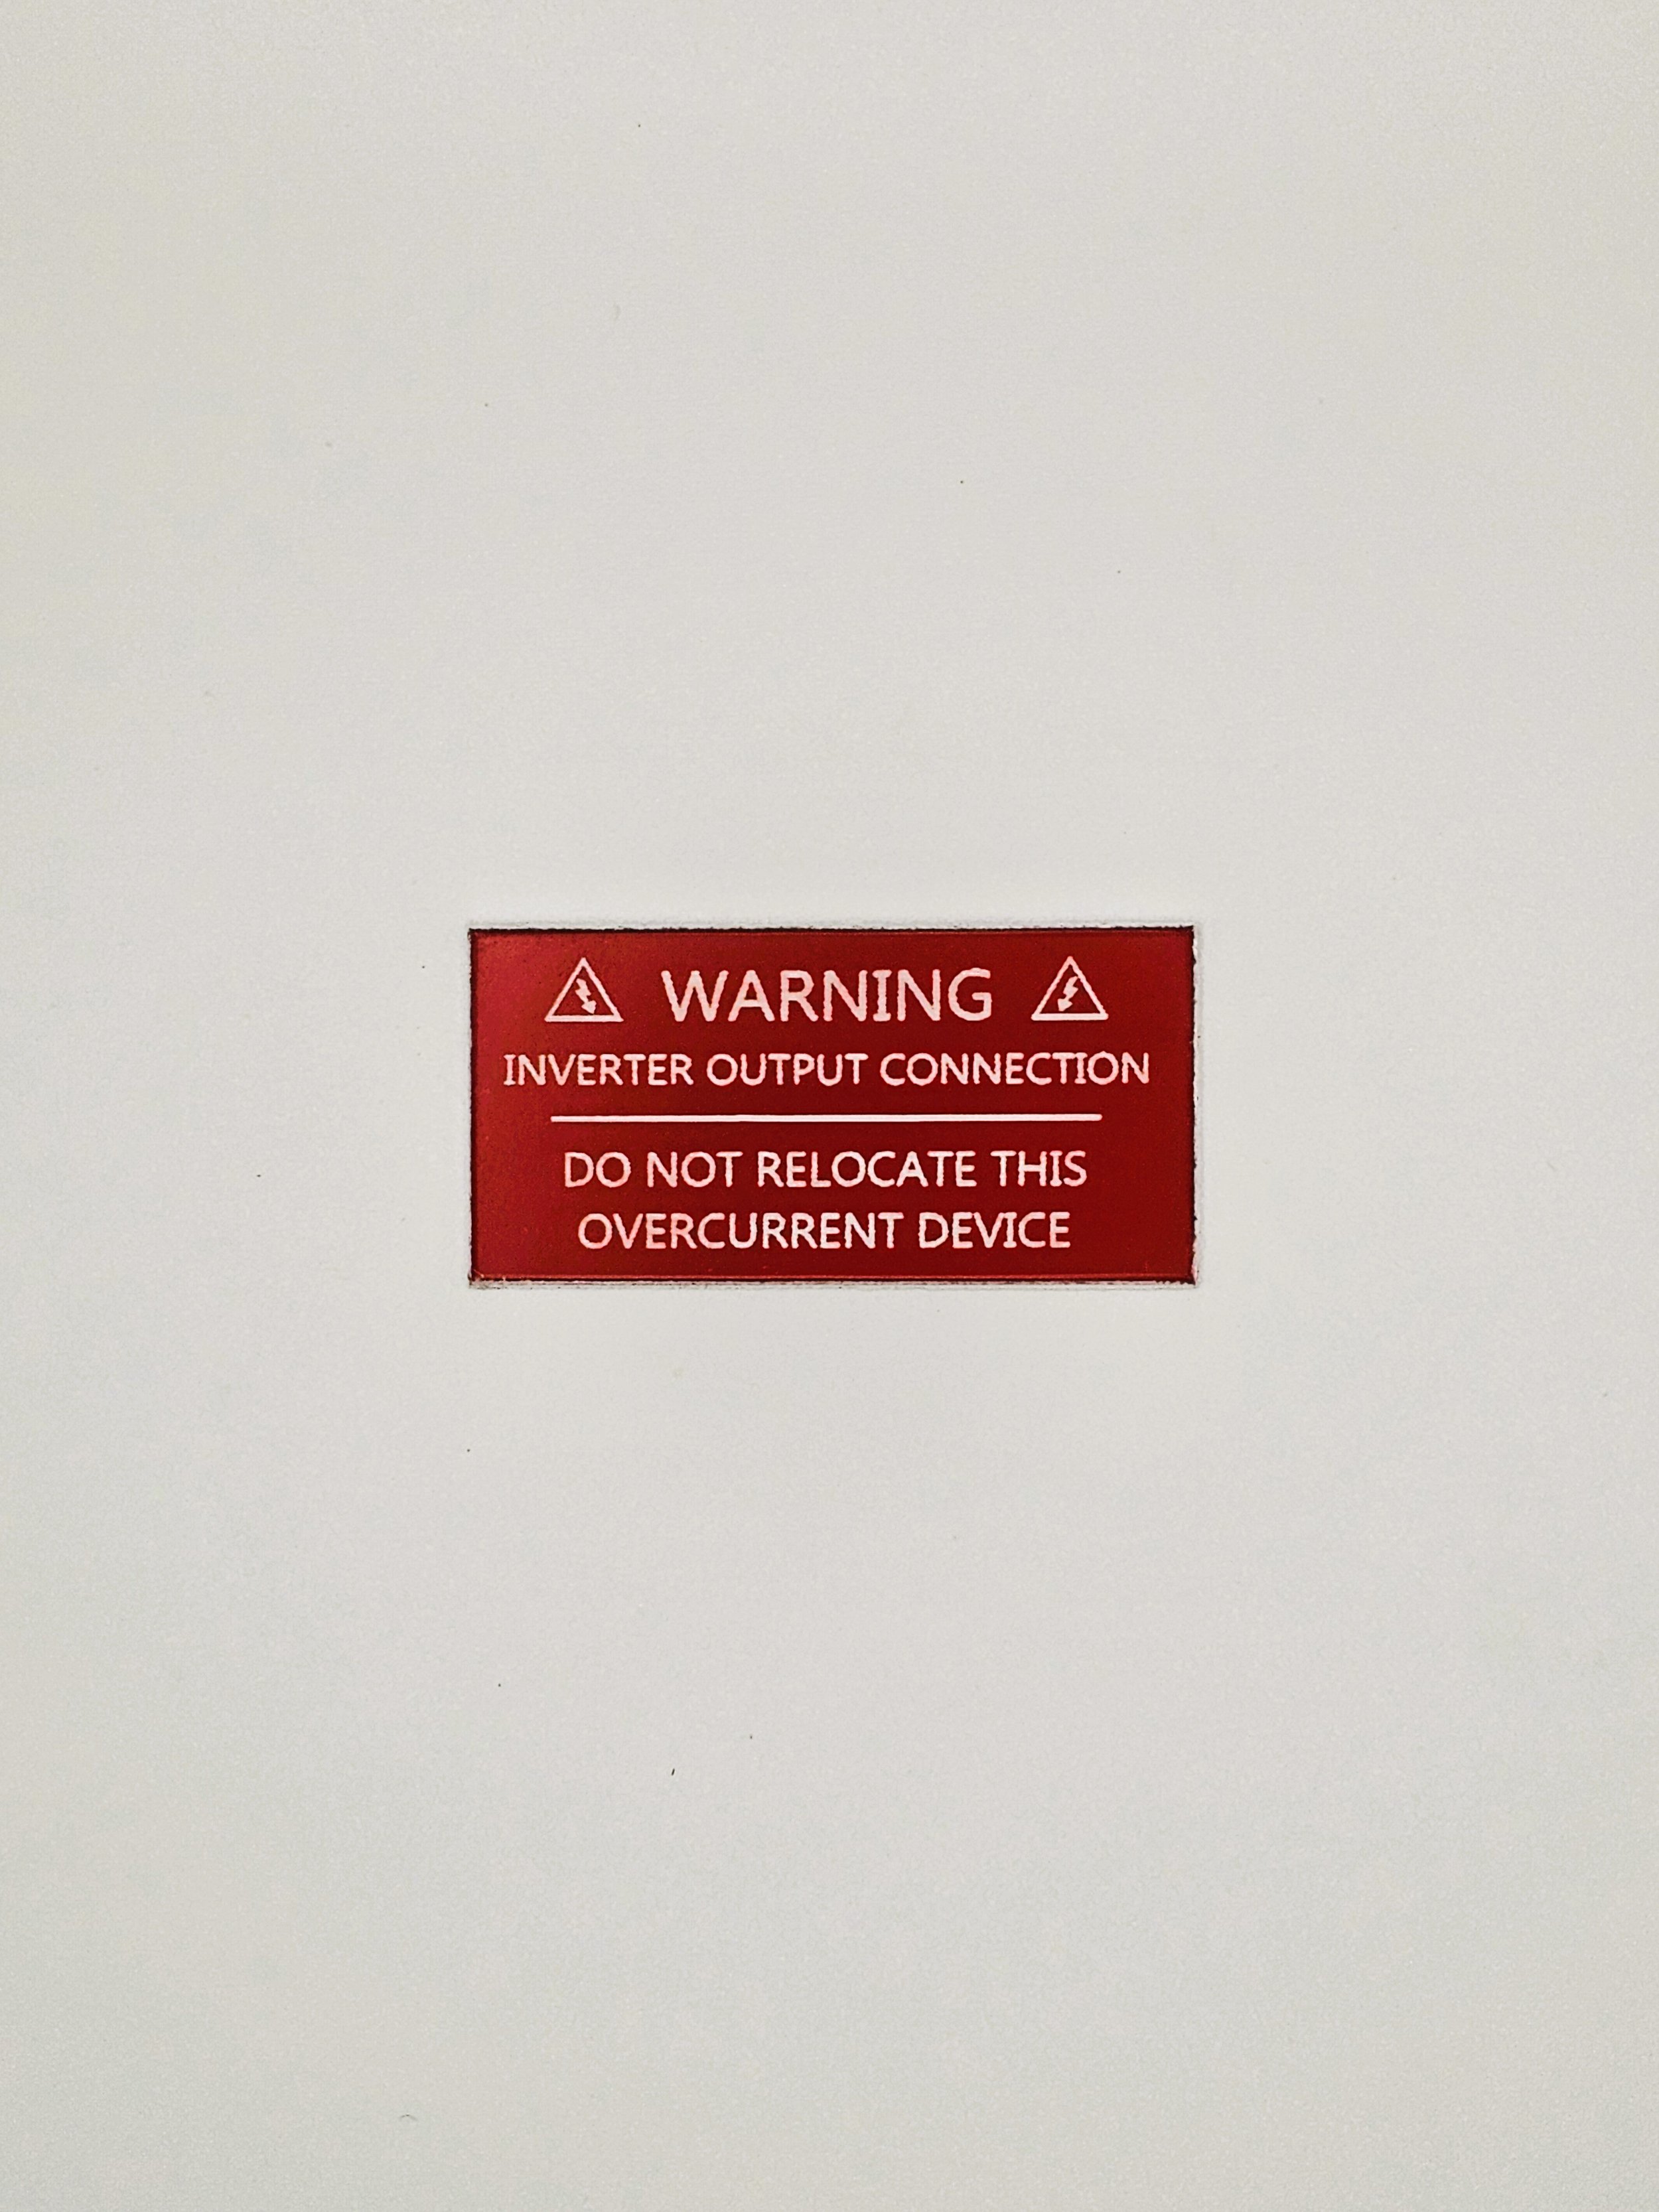 WARNING
INVERTER OUTPUT CONNECTION
DO NOT RELOCATE THIS
OVERCURRENT DEVICE